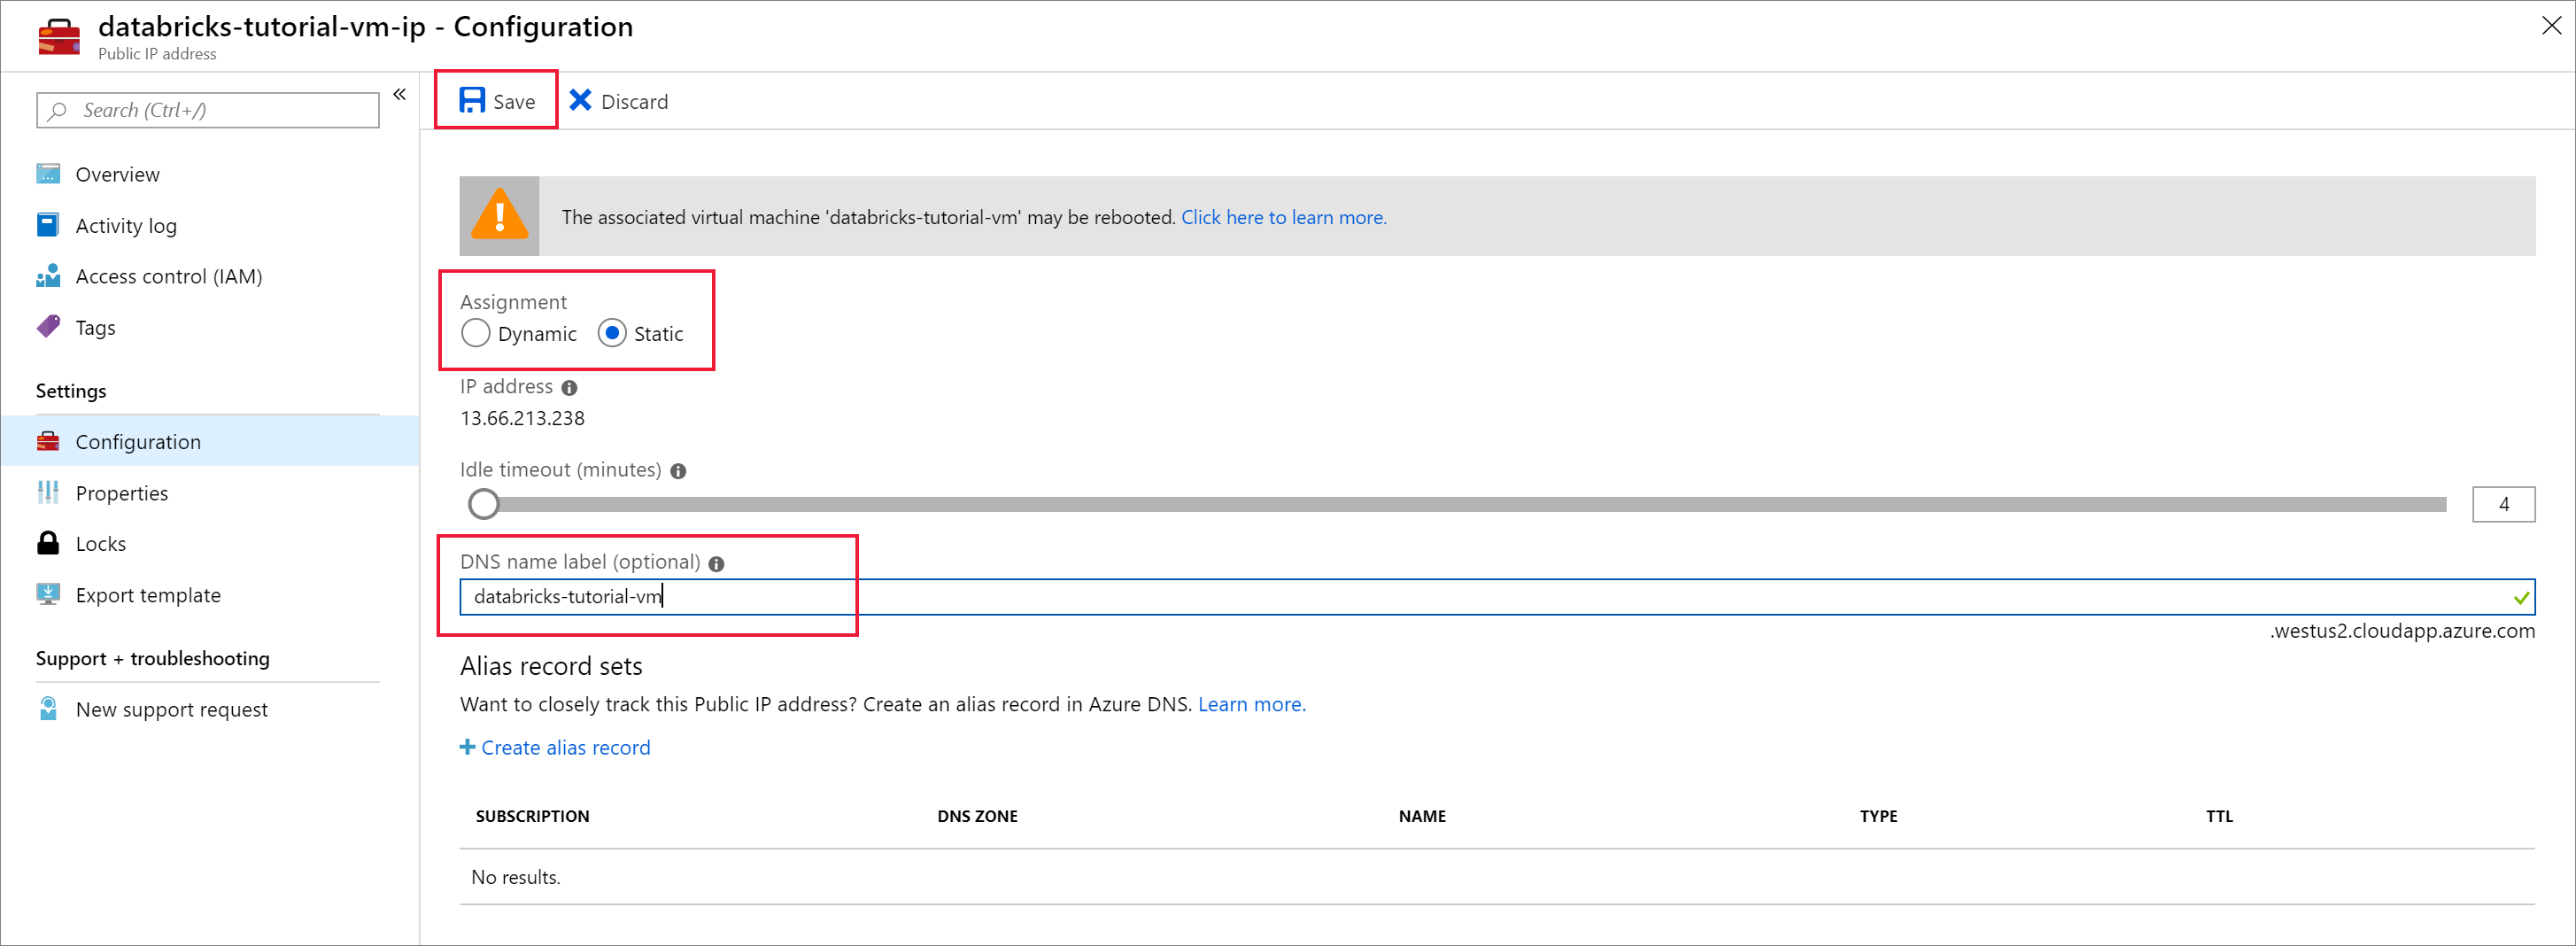 databricks-tutorial-vm-ip - Configuration
Public IP address
Search (Ctrl+/)
Overview
Activity log
Access control (IAM)
Tags
Settings
Configuration
Properties
Locks
Export template
Support + troubleshooting
New support request
Save Discard
The associated virtual machine 'databricks-tutorial-vm' may be rebooted. Click here to learn more.
Assignment
Dynamic Static
IP address
13.66.213.238
Idle timeout (minutes)
4
DNS name label (optional)
databricks-tutorial-vm
.westus2.cloudapp.azure.com
Alias record sets
Want to closely track this Public IP address? Create an alias record in Azure DNS. Learn more.
+ Create alias record
SUBSCRIPTION DNS ZONE NAME TYPE TTL
No results.